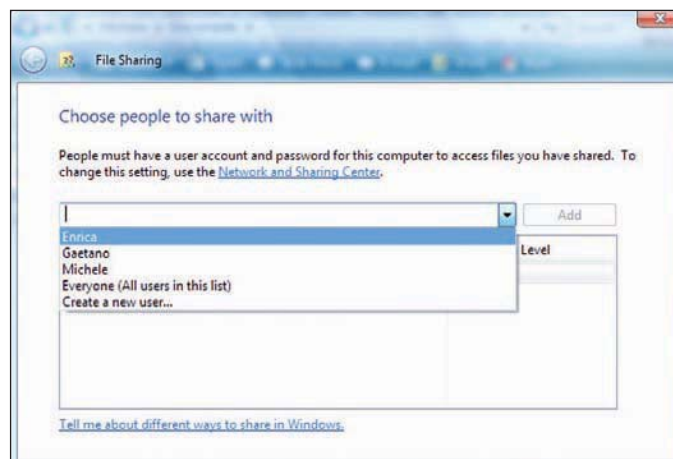 File Sharing
Choose people to share with
People must have a user account and password for this computer to access files you have shared. To
change this setting, use the Network and Sharing Center.
Add
Enrica
Level
Gaetano
Michele
Everyone (All users in this list)
Create a new user...
Tell me about different ways to share in Windows.